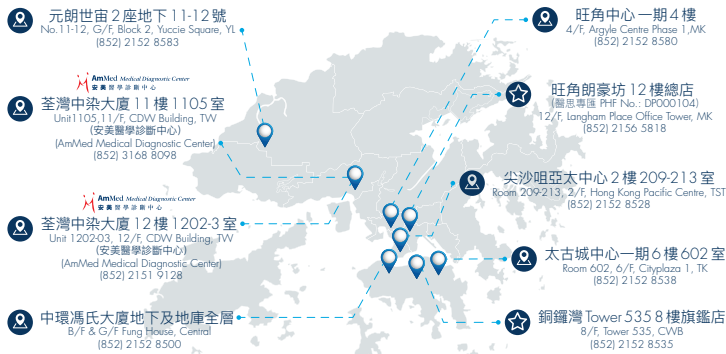 元朗世宙2座地下11-12號
No.11-12, G/F, Block 2, Yuccie Square, YL
(852) 2152 8583
AmMed Medical Diagnostic Center
安美醫學診斷中心
荃灣中染大廈11樓1105室
Unit1105,11/F, CDW Building, TW
(安美醫學診斷中心)
(AmMed Medical Diagnostic Center)
(852) 3168 8098
AmMed Medical Diagnostic Center
安美醫學診斷中心
荃灣中染大廈12樓1202-3室
Unit 1202-03, 12/F, CDW Building, TW
(安美醫學診斷中心)
(AmMed Medical Diagnostic Center)
(852) 2151 9128
中環馮氏大廈地下及地庫全層
B/F & G/F Fung House, Central
(852) 2152 8500
旺角中心一期4樓
4/F, Argyle Centre Phase 1,MK
(852) 2152 8580
旺角朗豪坊12樓總店
(醫思專匯 PHF No.: DP000104)
12/F, Langham Place Office Tower, MK
(852) 2156 5818
尖沙咀亞太中心2樓209-213室
Room 209-213, 2/F, Hong Kong Pacific Centre, TST
(852) 2152 8528
太古城中心一期6樓602室
Room 602, 6/F, Cityplaza 1, TK
(852) 2152 8538
銅鑼灣Tower 535 8樓旗鑑店
8/F, Tower 535, CWB
(852) 2152 8535